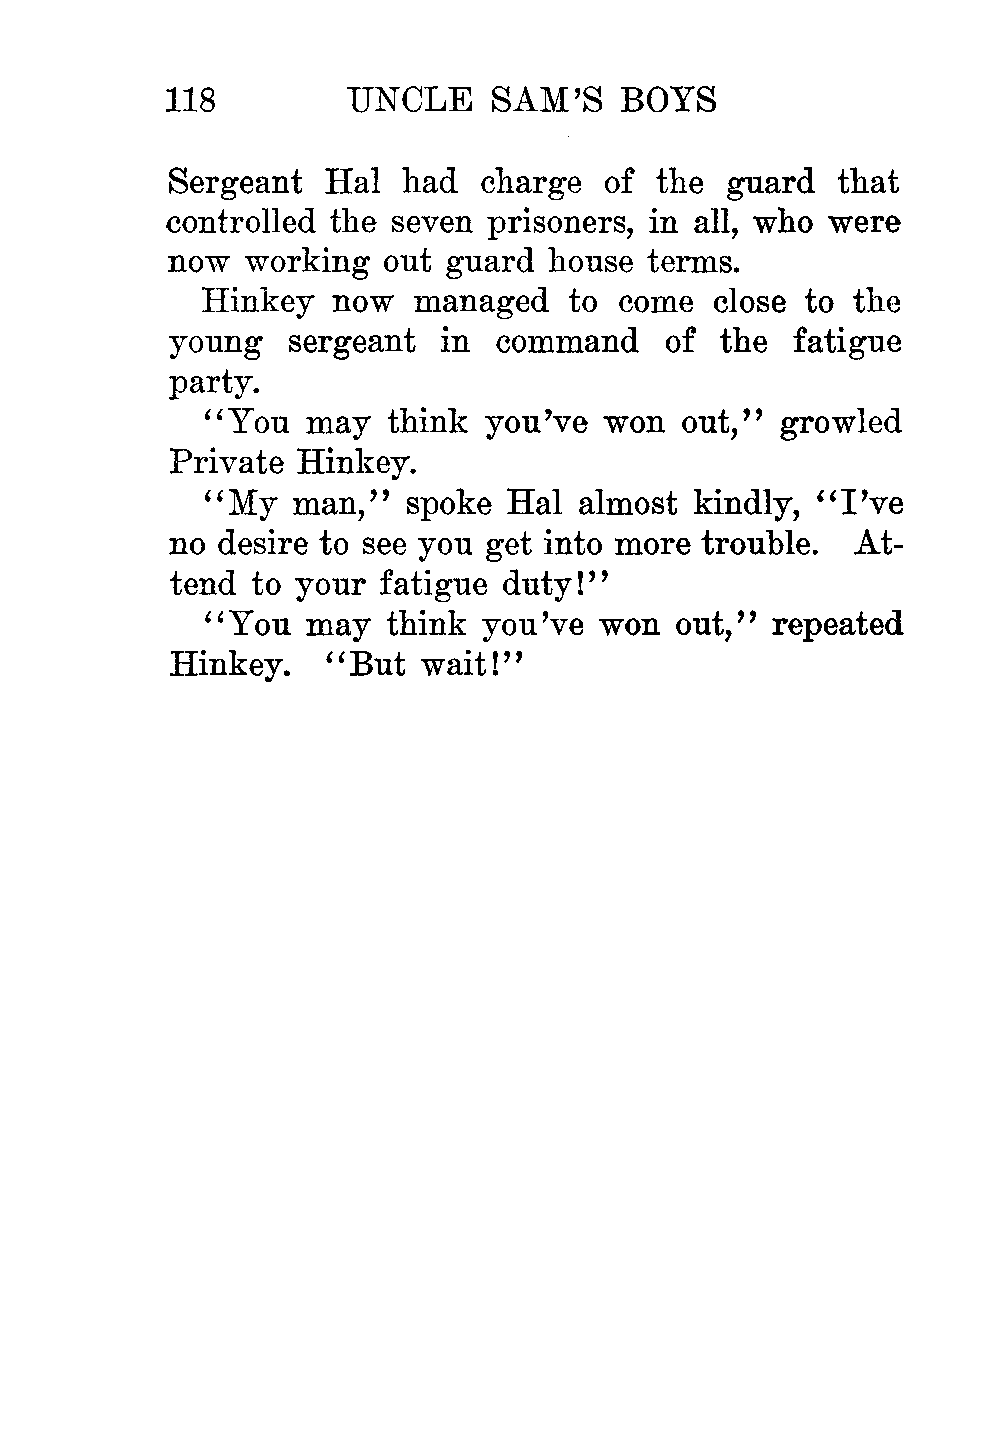 118 UNCLE SAM'S BOYS
Sergeant Hal had charge of the guard that
controlled the seven prisoners, in all, who were
now working out guard house terms.
Hinkey now managed to come close to the
young sergeant in command of the fatigue
party.
“You may think you've won out,” growled
Private Hinkey.
“My man,” spoke Hal almost kindly, “I've
no desire to see you get into more trouble. At-
tend to your fatigue duty!”
“You may think you've won out,” repeated
Hinkey. “But wait!”